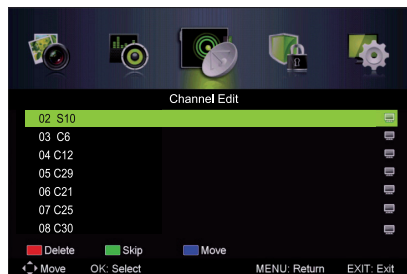 Channel Edit
02 S10
03 C6
04 C12
05 C29
06 C21
07 C25
08 C30
Delete Skip Move
Move OK: Select MENU: Return EXIT: Exit